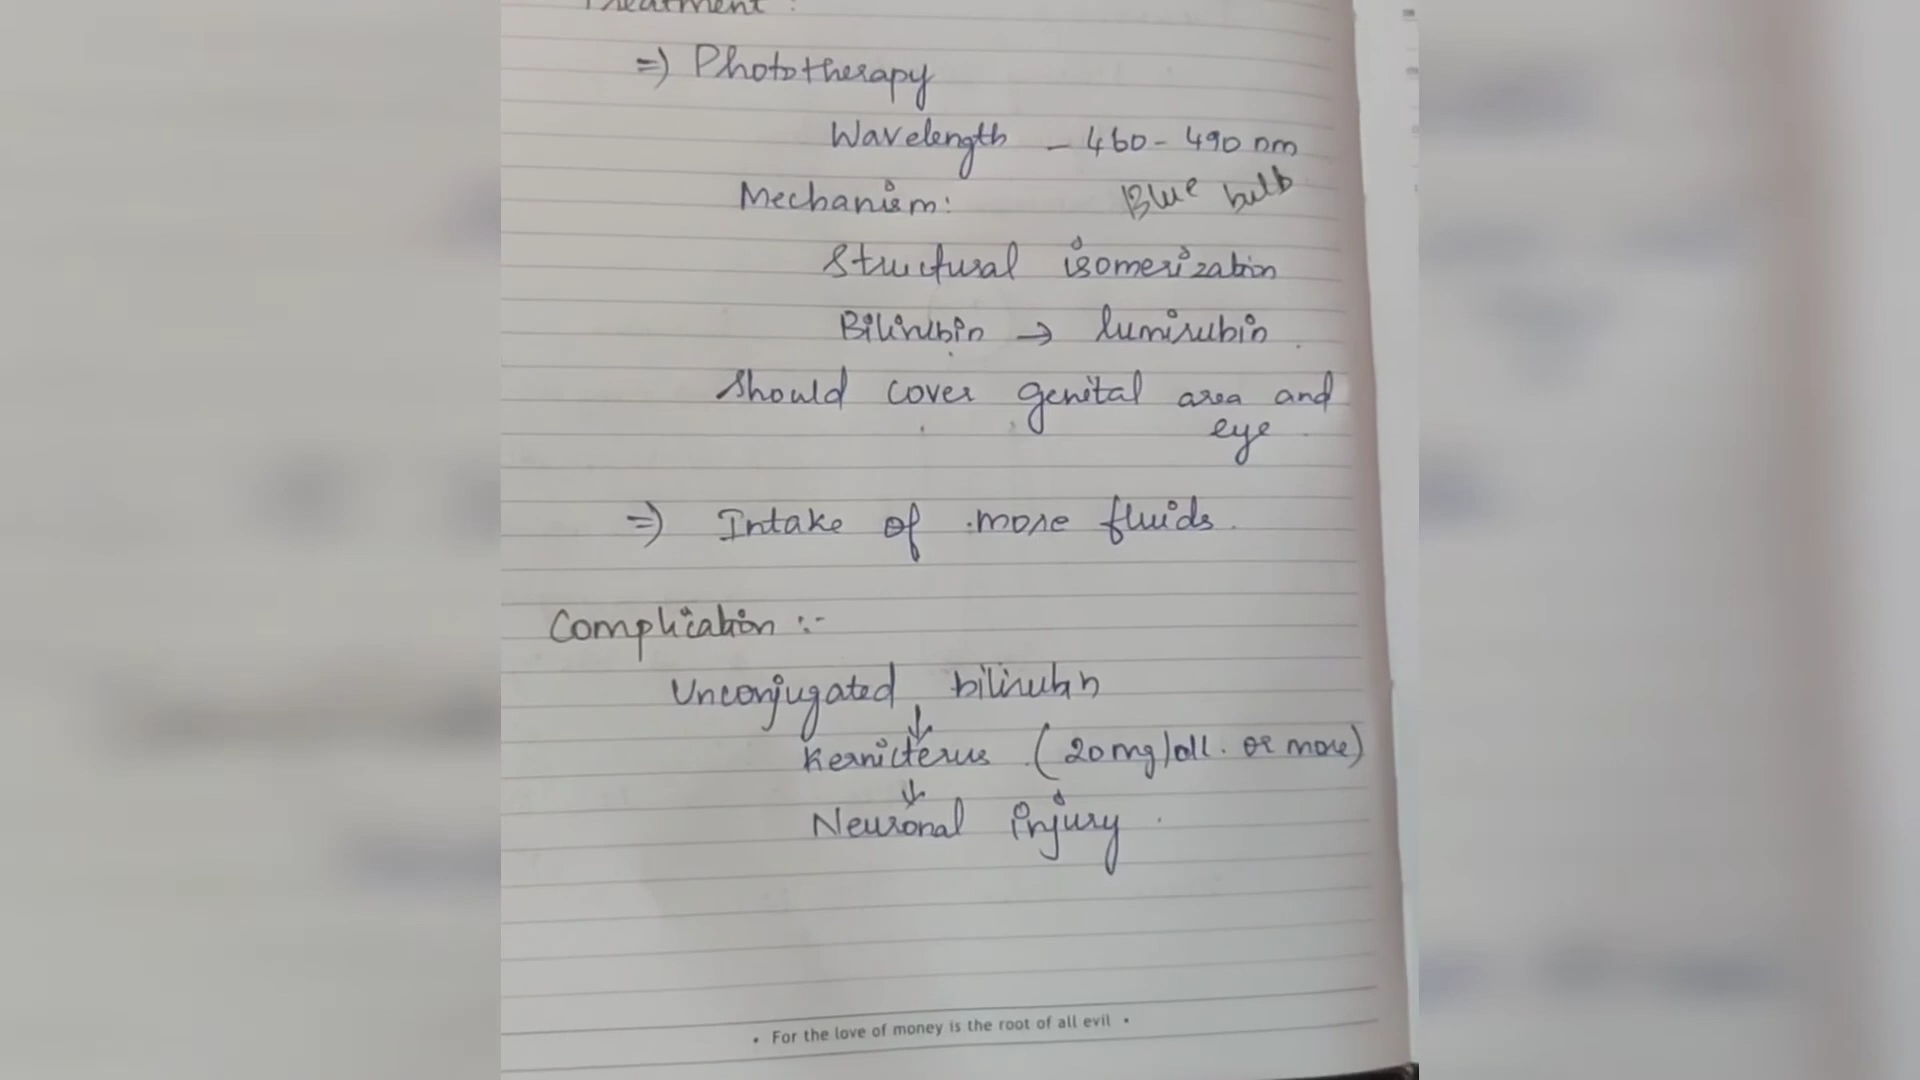 Treatment :
=> Phototherapy
Wavelength - 460 - 490 nm
Mechanism: Blue bulb
Structural isomerization
Bilirubin → lumirubin.
Should cover genital area and
eye.
=> Intake of more fluids.
Complication :-
Unconjugated bilirubin
↓
Kernicterus (20mg/dll. or more)
↓
Neuronal injury.
• For the love of money is the root of all evil •